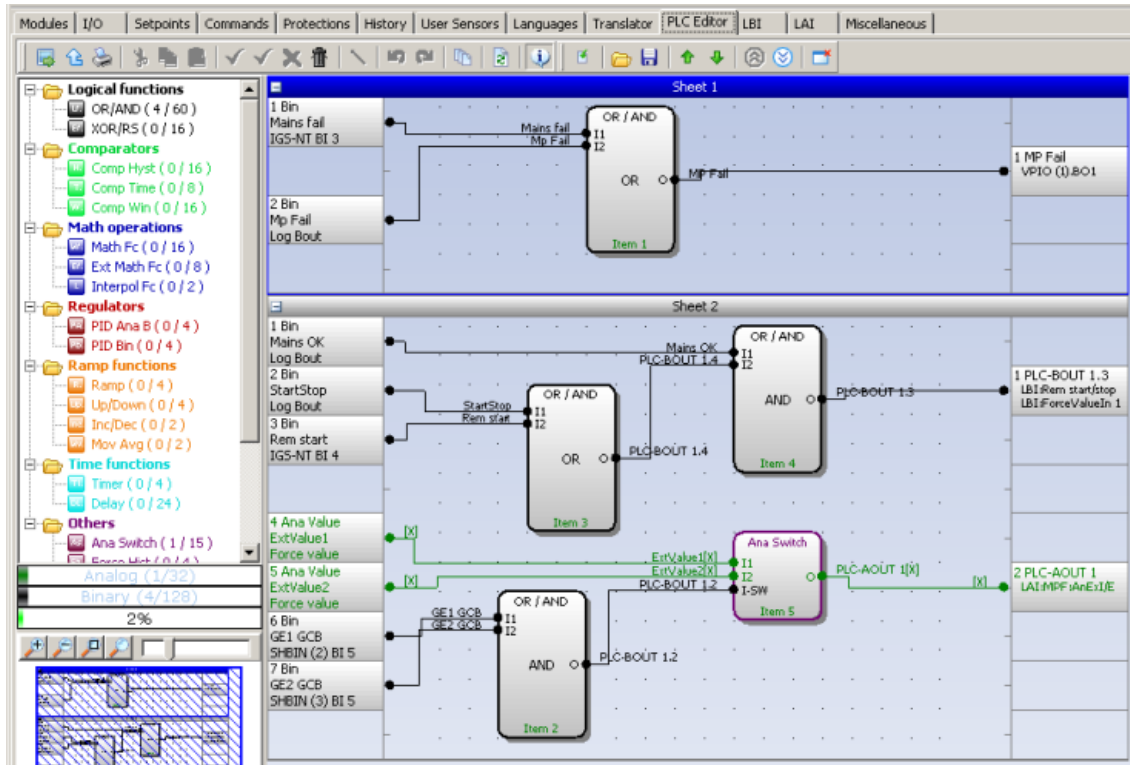 Modules I/O Setpoints Commands Protections History User Sensors Languages Translator PLC Editor LBI LAI Miscellaneous
Logical functions
OR/AND ( 4 / 60 )
XOR/RS ( 0 / 16 )
Comparators
Comp Hyst ( 0 / 16 )
Comp Time ( 0 / 8 )
Comp Win ( 0 / 16 )
Math operations
Math Fc ( 0 / 16 )
Ext Math Fc ( 0 / 8 )
Interpol Fc ( 0 / 2 )
Regulators
PID Ana B ( 0 / 4 )
PID Bin ( 0 / 4 )
Ramp functions
Ramp ( 0 / 4 )
Up/Down ( 0 / 4 )
Inc/Dec ( 0 / 2 )
Mov Avg ( 0 / 2 )
Time functions
Timer ( 0 / 4 )
Delay ( 0 / 24 )
Others
Ana Switch ( 1 / 15 )
Analog (1/32)
Binary (4/128)
2%
Sheet 1
1 Bin
Mains fail
IGS-NT BI 3
2 Bin
Mp Fail
Log Bout
Mains fail
Mp Fail
OR / AND
I1
I2
OR O
Item 1
MP Fail
1 MP Fail
VPIO (1).BO1
Sheet 2
1 Bin
Mains OK
Log Bout
2 Bin
StartStop
Log Bout
3 Bin
Rem start
IGS-NT BI 4
4 Ana Value
ExtValue1
Force value
5 Ana Value
ExtValue2
Force value
6 Bin
GE1 GCB
SHBIN (2) BI 5
7 Bin
GE2 GCB
SHBIN (3) BI 5
StartStop
Rem start
OR / AND
I1
I2
OR O
Item 3
PLC-BOUT 1.4
Mains OK
PLC-BOUT 1.4
OR / AND
I1
I2
AND O
Item 4
PLC-BOUT 1.3
1 PLC-BOUT 1.3
LBI:Rem start/stop
LBI:ForceValueIn 1
[X]
[X]
GE1 GCB
GE2 GCB
OR / AND
I1
I2
AND O
Item 2
PLC-BOUT 1.2
ExtValue1[X]
ExtValue2[X]
PLC-BOUT 1.2
Ana Switch
I1
I2 O
I-SW
Item 5
PLC-AOUT 1[X]
[X]
2 PLC-AOUT 1